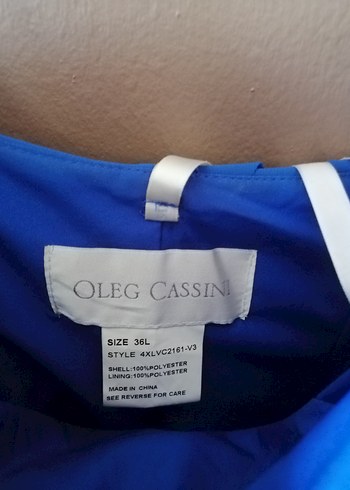 OLEG CASSINI
SIZE 36L
STYLE 4XLVC2161-V3
SHELL:100%POLYESTER
LINING:100%POLYESTER
MADE IN CHINA
SEE REVERSE FOR CARE